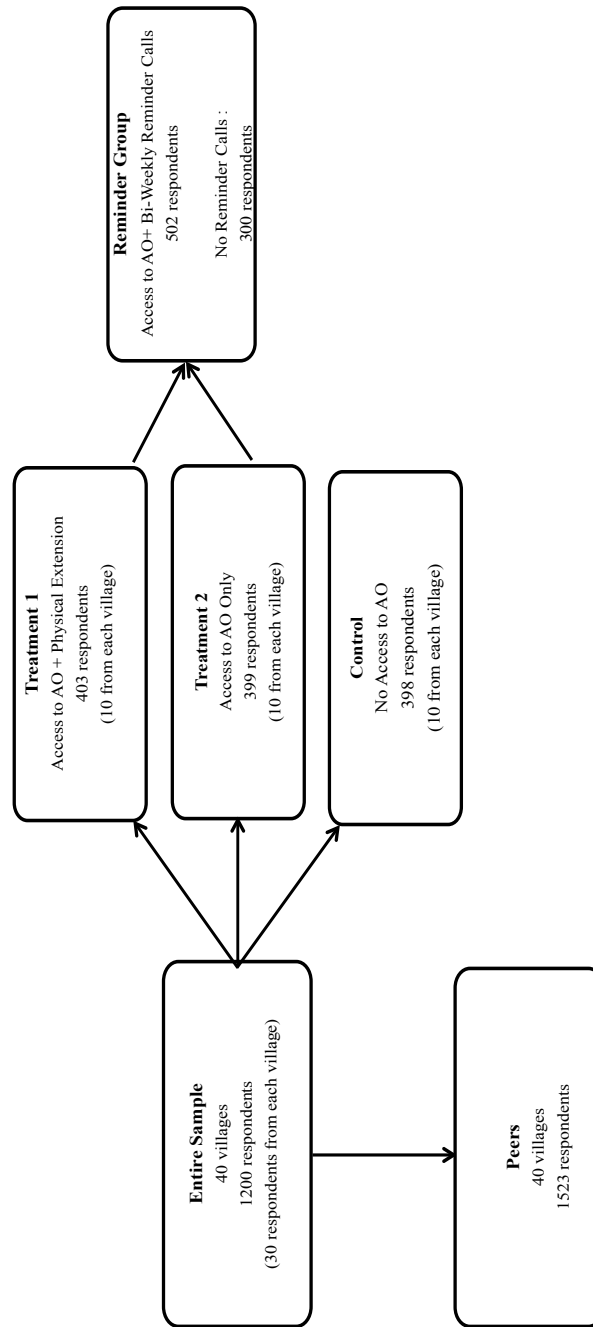 Entire Sample
40 villages
1200 respondents
(30 respondents from each village)
Peers
40 villages
1523 respondents
Treatment 1
Access to AO + Physical Extension
403 respondents
(10 from each village)
Treatment 2
Access to AO Only
399 respondents
(10 from each village)
Control
No Access to AO
398 respondents
(10 from each village)
Reminder Group
Access to AO+ Bi-Weekly Reminder Calls
502 respondents
No Reminder Calls :
300 respondents